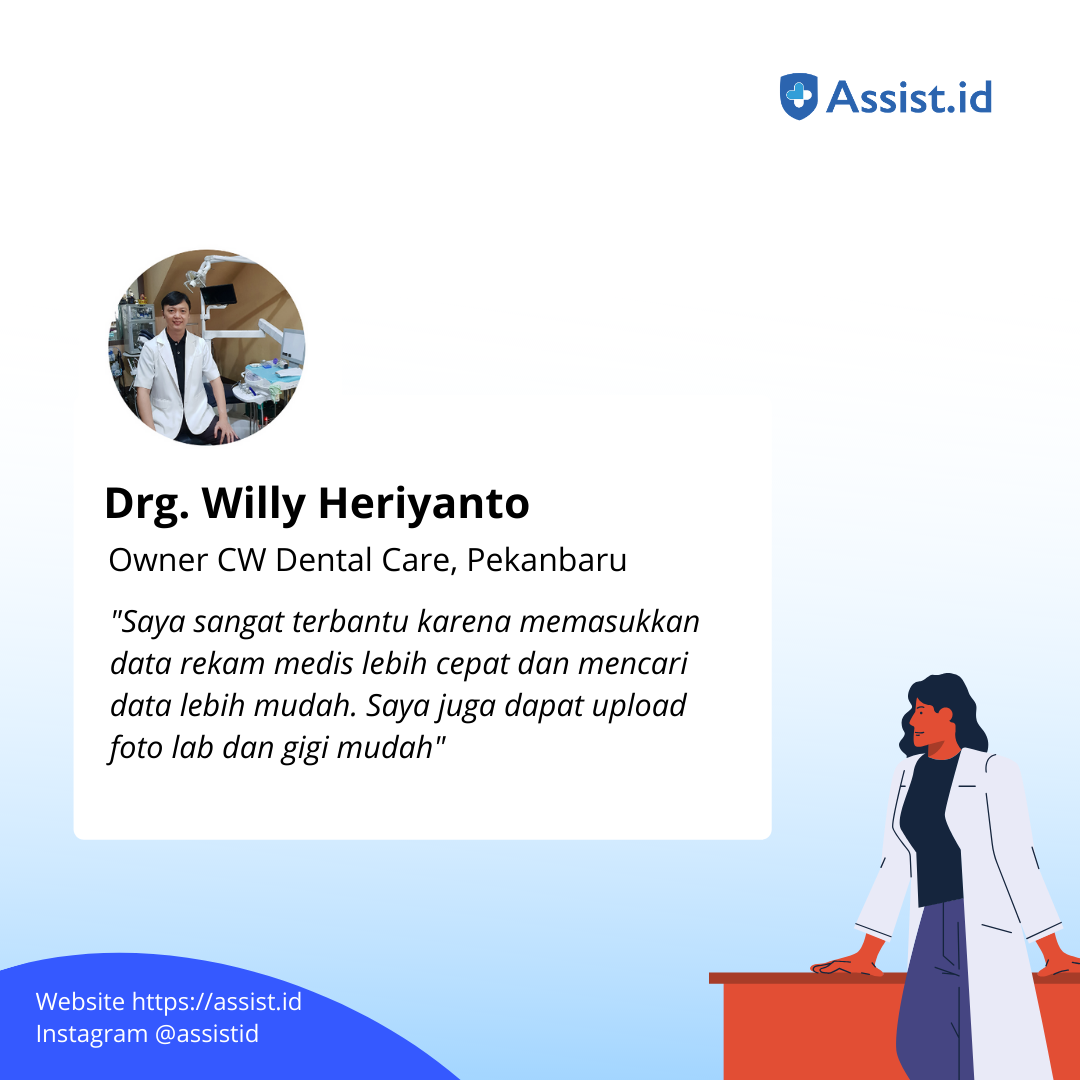 Assist.id
Drg. Willy Heriyanto
Owner CW Dental Care, Pekanbaru
"Saya sangat terbantu karena memasukkan
data rekam medis lebih cepat dan mencari
data lebih mudah. Saya juga dapat upload
foto lab dan gigi mudah"
Website https://assist.id
Instagram @assistid